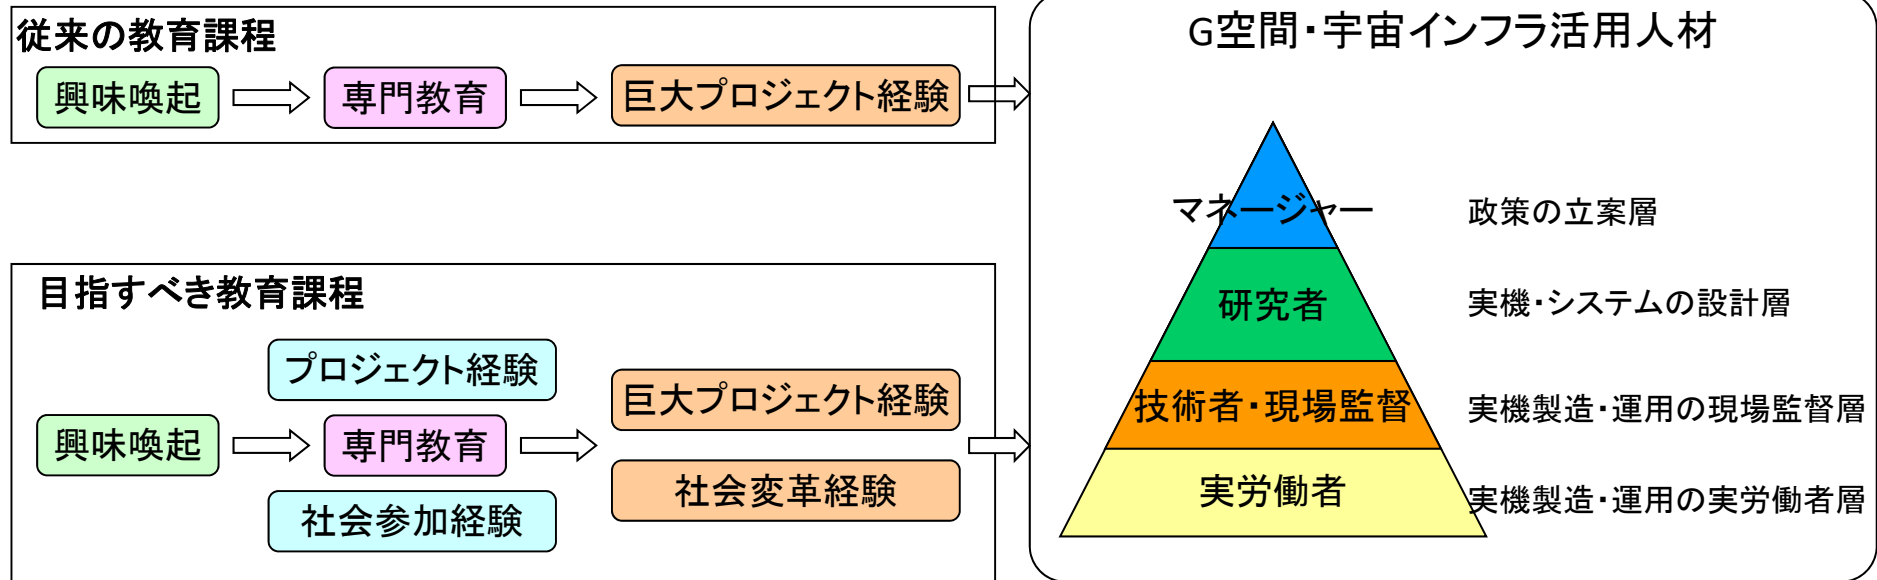 従来の教育課程
興味喚起
専門教育
巨大プロジェクト経験
目指すべき教育課程
プロジェクト経験
興味喚起
専門教育
社会参加経験
巨大プロジェクト経験
社会変革経験
G空間・宇宙インフラ活用人材
マネージャー
政策の立案層
研究者
実機・システムの設計層
技術者・現場監督
実機製造・運用の現場監督層
実労働者
実機製造・運用の実労働者層